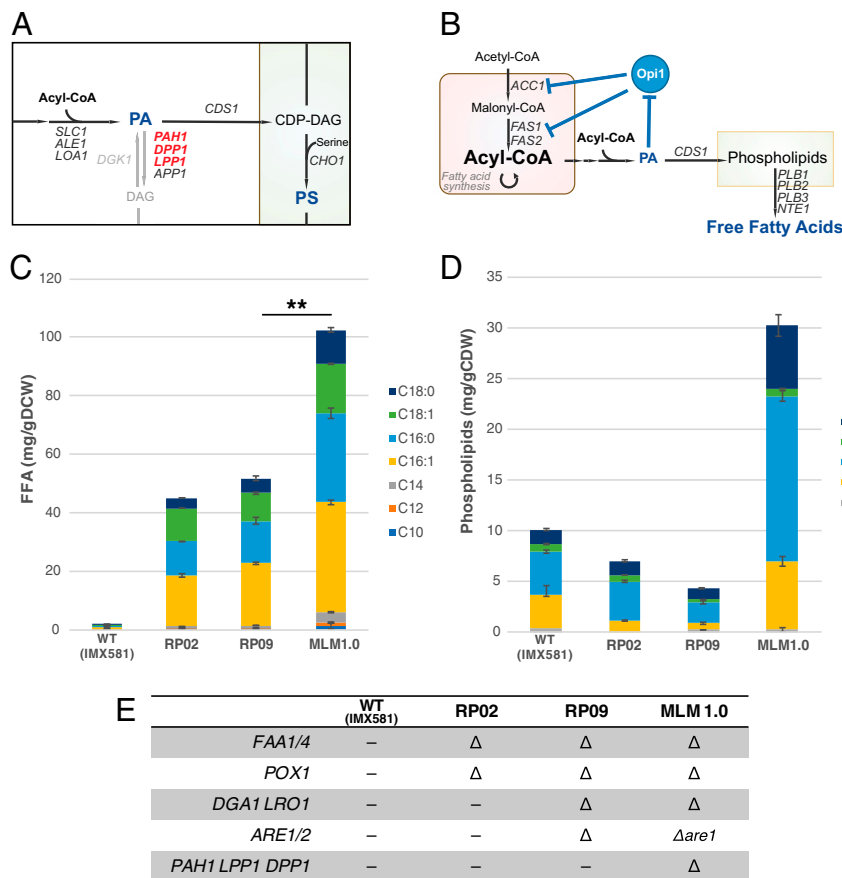 A
Acyl-CoA
SLC1
ALE1
LOA1
PA
DGK1
DAG
PAH1
DPP1
LPP1
APP1
CDS1
CDP-DAG
Serine
CHO1
PS
B
Acetyl-CoA
ACC1
Malonyl-CoA
FAS1
FAS2
Acyl-CoA
Fatty acid
synthesis
Opi1
Acyl-CoA
PA
CDS1
Phospholipids
PLB1
PLB2
PLB3
NTE1
Free Fatty Acids
C
FFA (mg/gDCW)
120
100
80
60
40
20
0
**
WT
(IMX581)
RP02
RP09
MLM1.0
C18:0
C18:1
C16:0
C16:1
C14
C12
C10
D
Phospholipids (mg/gCDW)
35
30
25
20
15
10
5
0
WT
(IMX581)
RP02
RP09
MLM1.0
E
WT (IMX581) RP02 RP09 MLM 1.0
FAA1/4 – Δ Δ Δ
POX1 – Δ Δ Δ
DGA1 LRO1 – – Δ Δ
ARE1/2 – – Δ Δare1
PAH1 LPP1 DPP1 – – – Δ